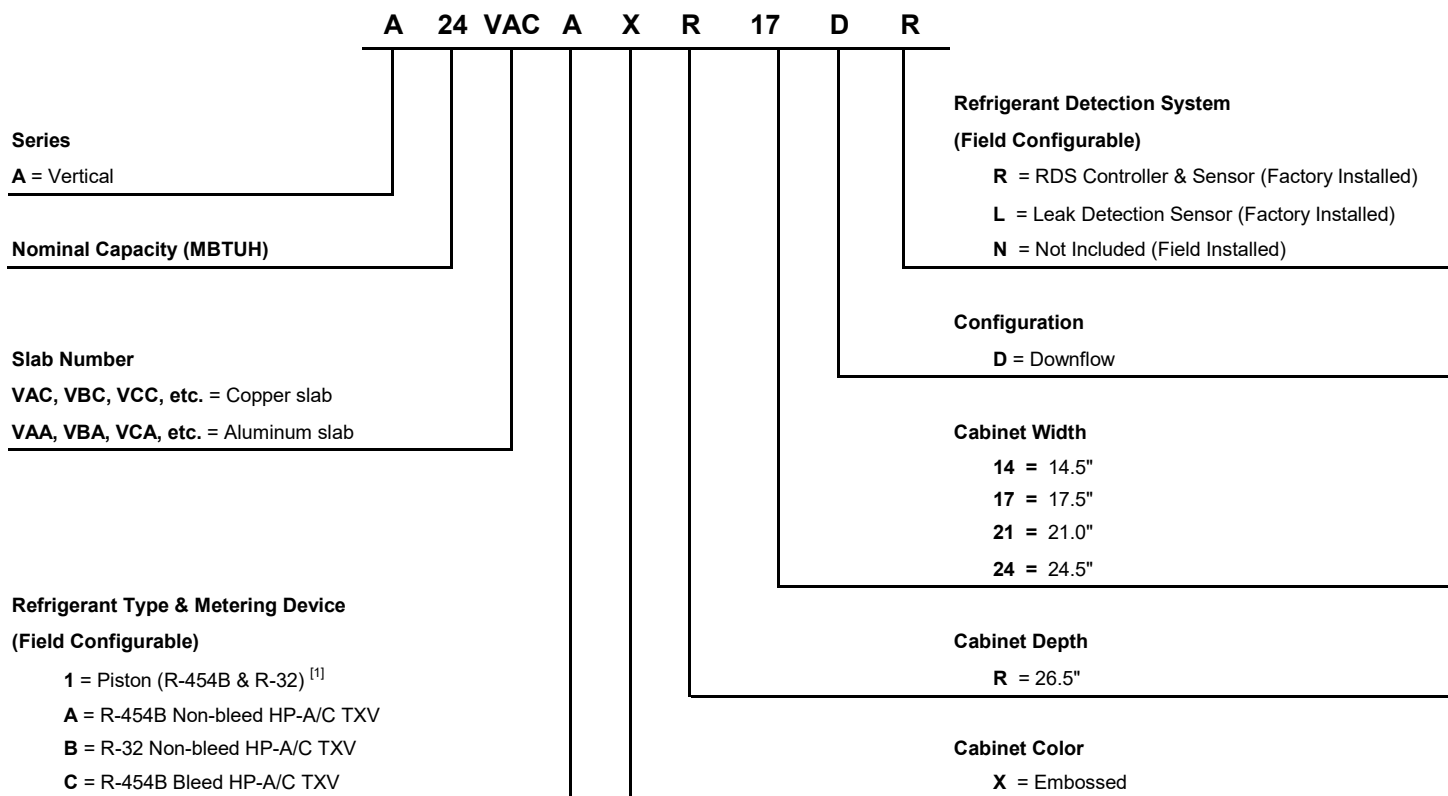 A 24 VAC A X R 17 D R
Series
A = Vertical
Nominal Capacity (MBTUH)
Slab Number
VAC, VBC, VCC, etc. = Copper slab
VAA, VBA, VCA, etc. = Aluminum slab
Refrigerant Type & Metering Device
(Field Configurable)
1 = Piston (R-454B & R-32) [1]
A = R-454B Non-bleed HP-A/C TXV
B = R-32 Non-bleed HP-A/C TXV
C = R-454B Bleed HP-A/C TXV
Refrigerant Detection System
(Field Configurable)
R = RDS Controller & Sensor (Factory Installed)
L = Leak Detection Sensor (Factory Installed)
N = Not Included (Field Installed)
Configuration
D = Downflow
Cabinet Width
14 = 14.5"
17 = 17.5"
21 = 21.0"
24 = 24.5"
Cabinet Depth
R = 26.5"
Cabinet Color
X = Embossed